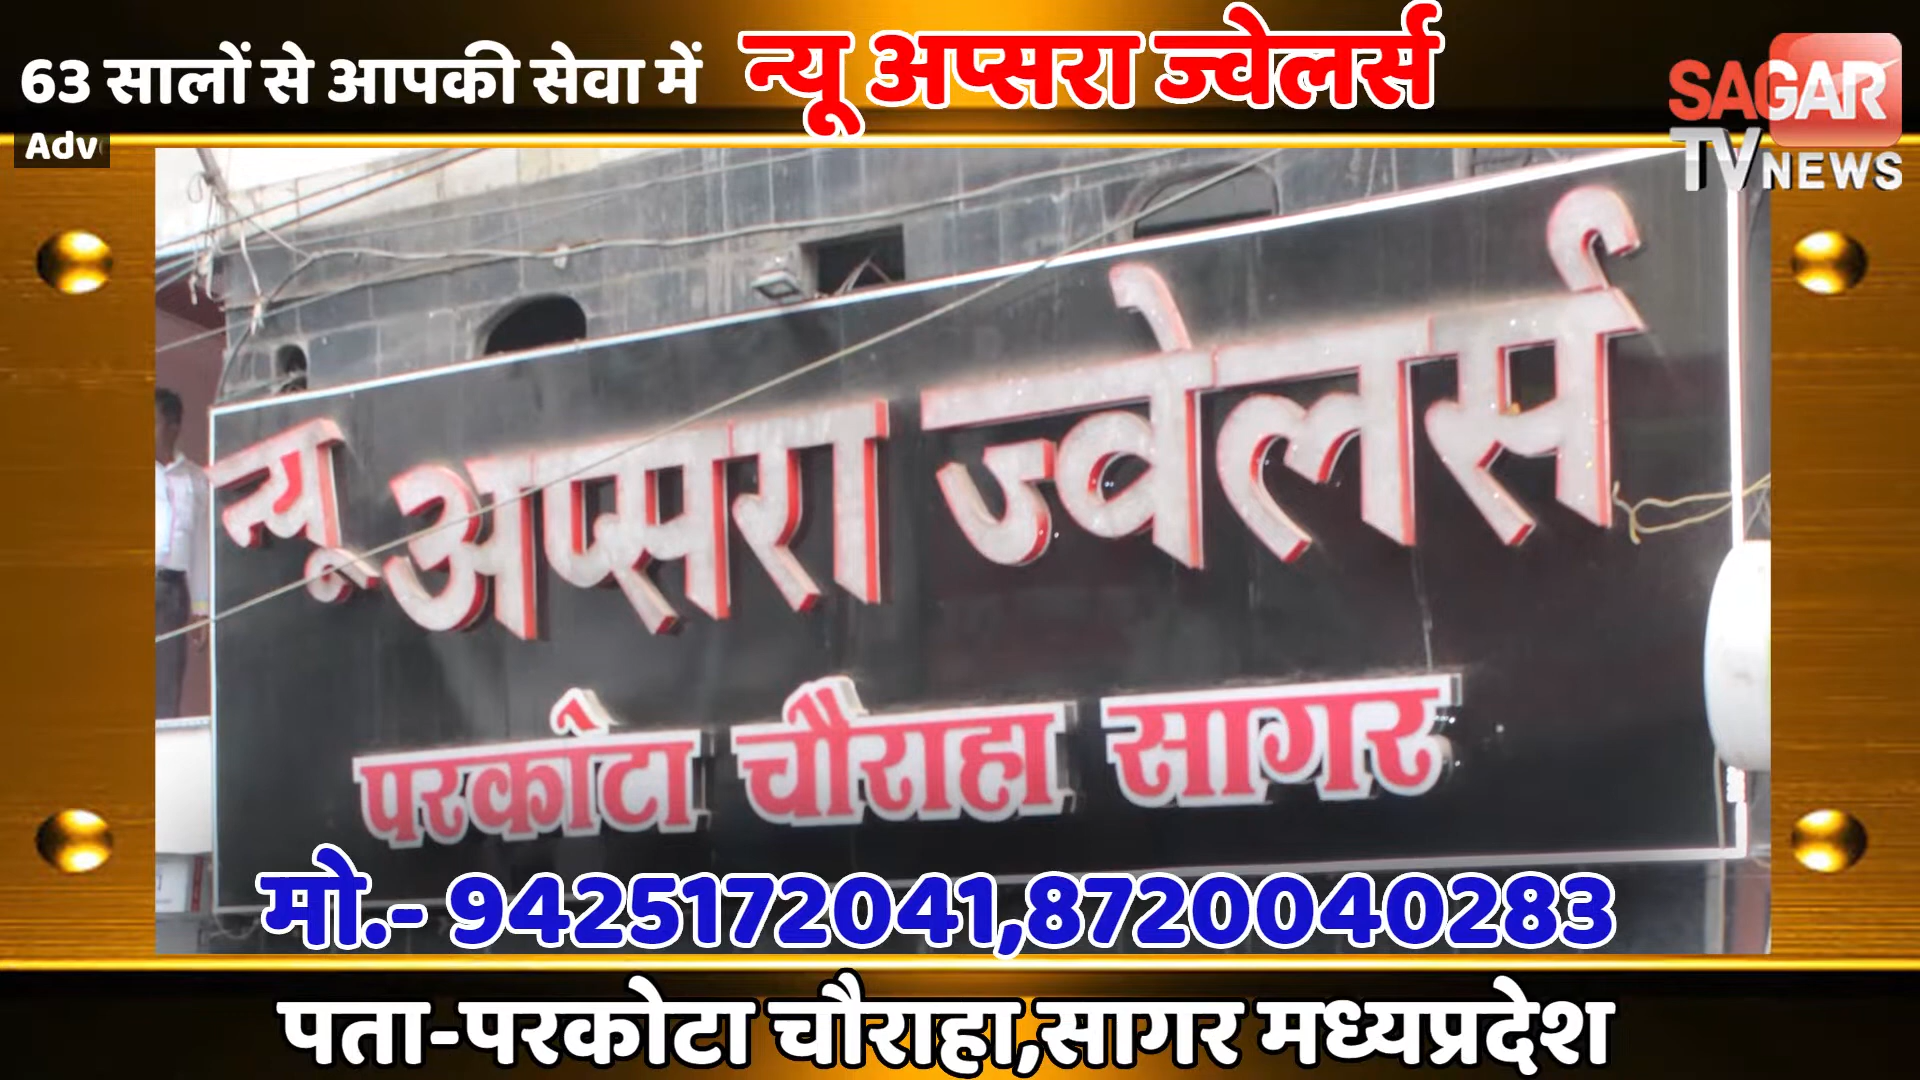 63 सालों से आपकी सेवा में न्यू अप्सरा ज्वेलर्स
SAGAR
TV NEWS
Adv
न्यू अप्सरा ज्वेलर्स
परकोटा चौराहा सागर
मो.- 9425172041,8720040283
पता-परकोटा चौराहा,सागर मध्यप्रदेश